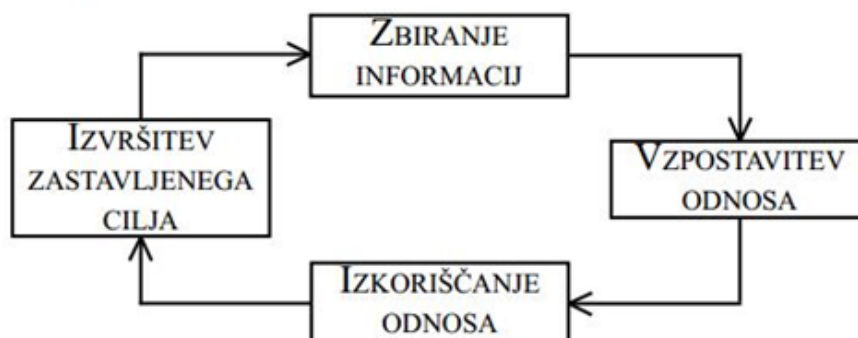 ZBIRANJE
INFORMACIJ
VZPOSTAVITEV
ODNOSA
IZKORIŠČANJE
ODNOSA
IZVRŠITEV
ZASTAVLJENEGA
CILJA